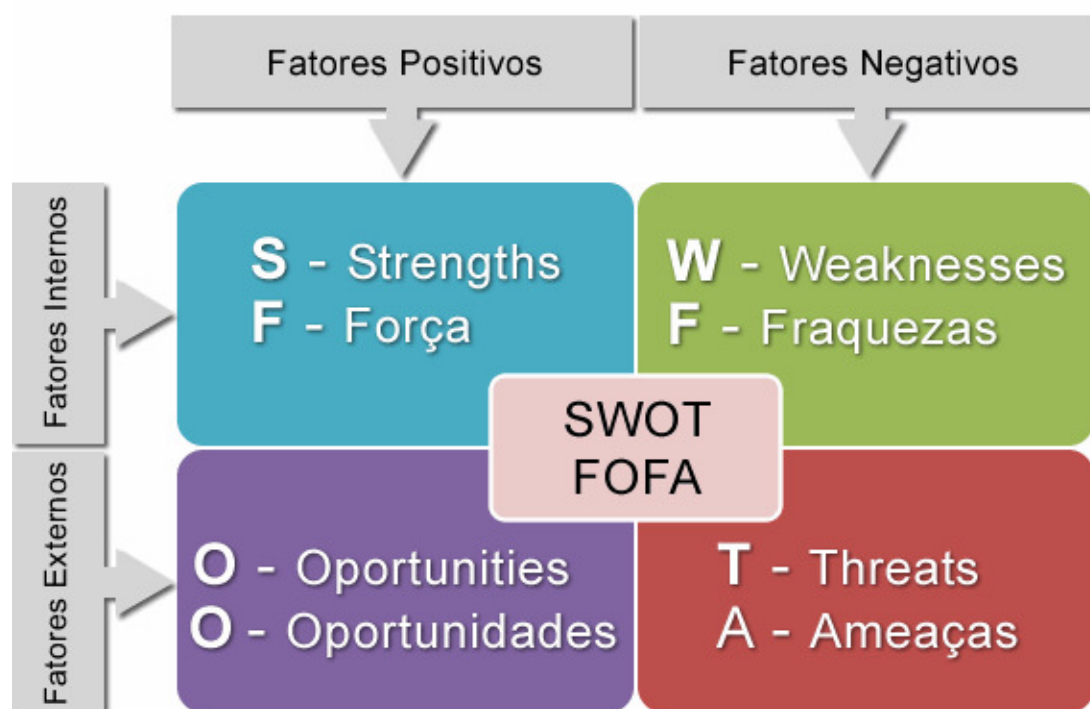 Fatores Positivos
Fatores Negativos
Fatores Internos
S - Strengths
F - Força
W - Weaknesses
F - Fraquezas
SWOT
FOFA
Fatores Externos
O - Oportunities
O - Oportunidades
T - Threats
A - Ameaças